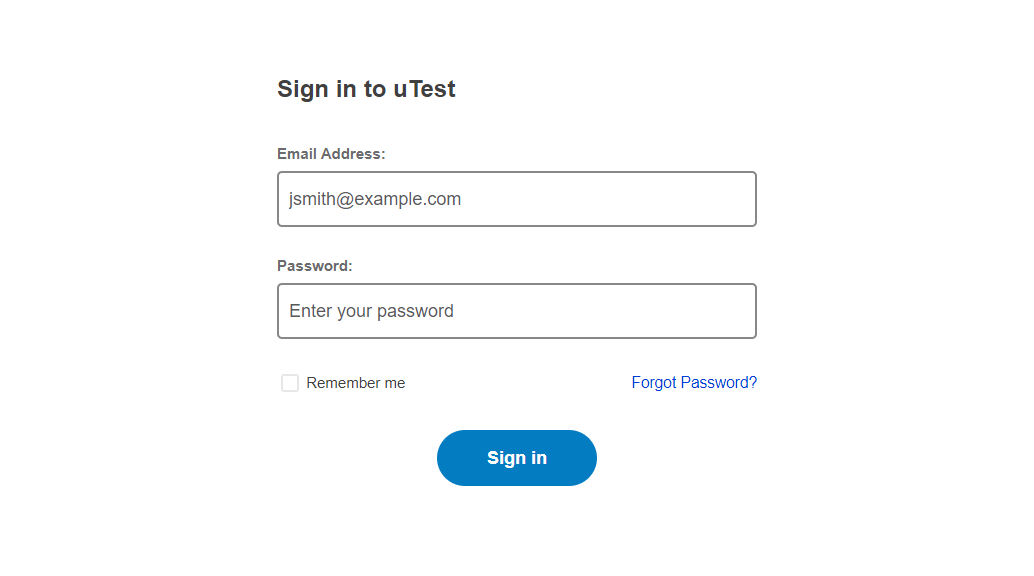 Sign in to uTest
Email Address:
jsmith@example.com
Password:
Enter your password
Remember me Forgot Password?
Sign in